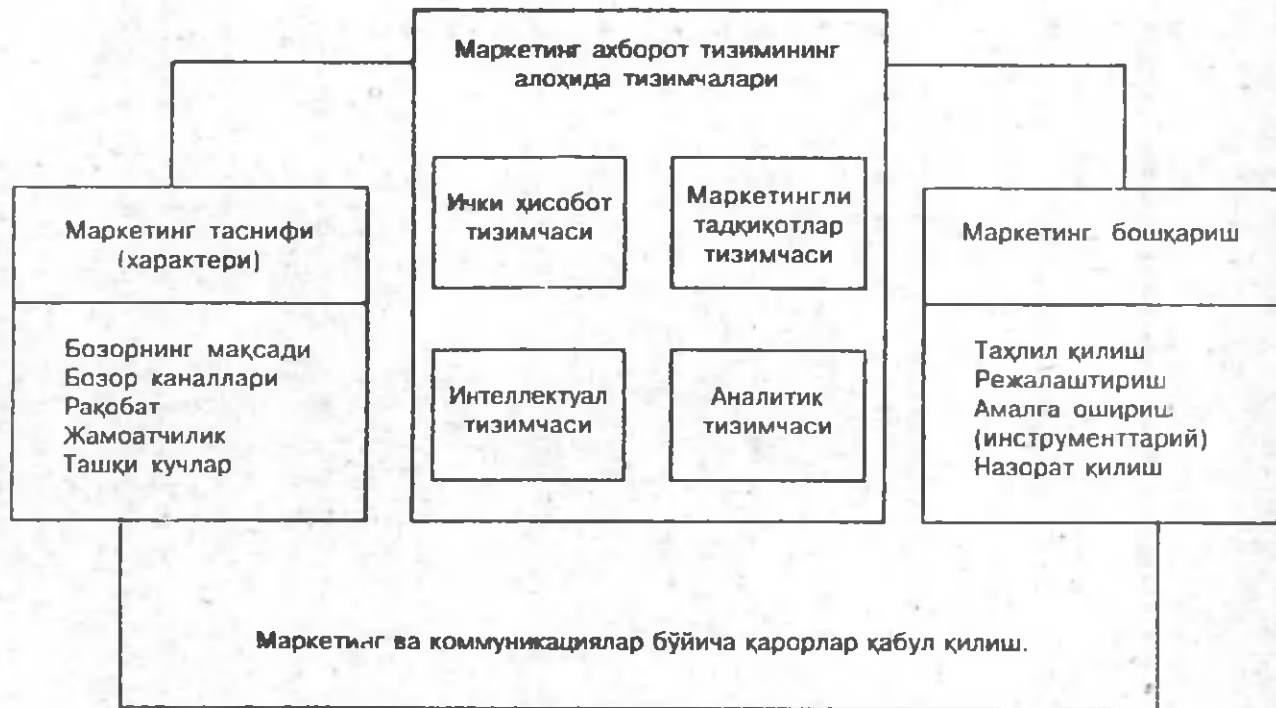 Маркетинг ахборот тизимининг
алоҳида тизимчалари
Ички ҳисобот
тизимчаси
Маркетингли
тадқиқотлар
тизимчаси
Интеллектуал
тизимчаси
Аналитик
тизимчаси
Маркетинг таснифи
(характери)
Бозорнинг мақсади
Бозор каналлари
Рақобат
Жамоатчилик
Ташқи кучлар
Маркетинг бошқариш
Таҳлил қилиш
Режалаштириш
Амалга ошириш
(инструменттарий)
Назорат қилиш
Маркетинг ва коммуникациялар бўйича қарорлар қабул қилиш.